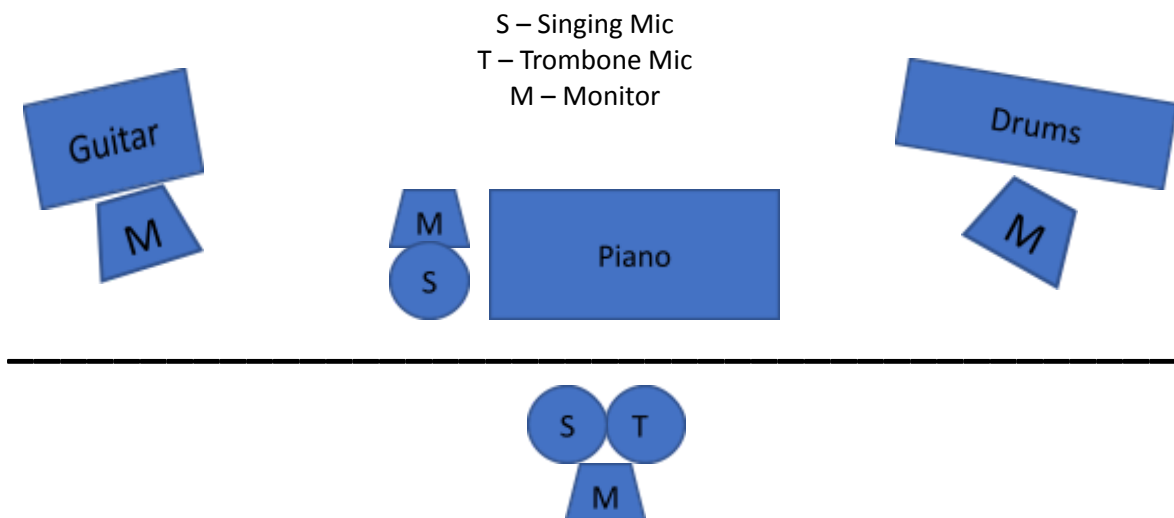 S – Singing Mic
T – Trombone Mic
M – Monitor
Guitar
Drums
M
M
M
Piano
S
S
T
M